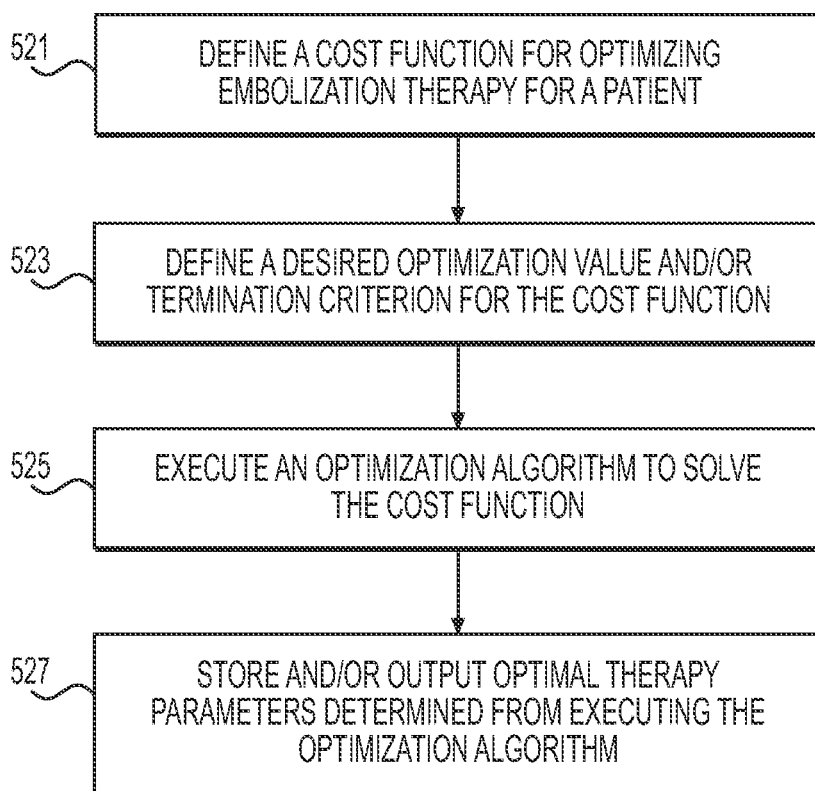 521
DEFINE A COST FUNCTION FOR OPTIMIZING
EMBOLIZATION THERAPY FOR A PATIENT
523
DEFINE A DESIRED OPTIMIZATION VALUE AND/OR
TERMINATION CRITERION FOR THE COST FUNCTION
525
EXECUTE AN OPTIMIZATION ALGORITHM TO SOLVE
THE COST FUNCTION
527
STORE AND/OR OUTPUT OPTIMAL THERAPY
PARAMETERS DETERMINED FROM EXECUTING THE
OPTIMIZATION ALGORITHM